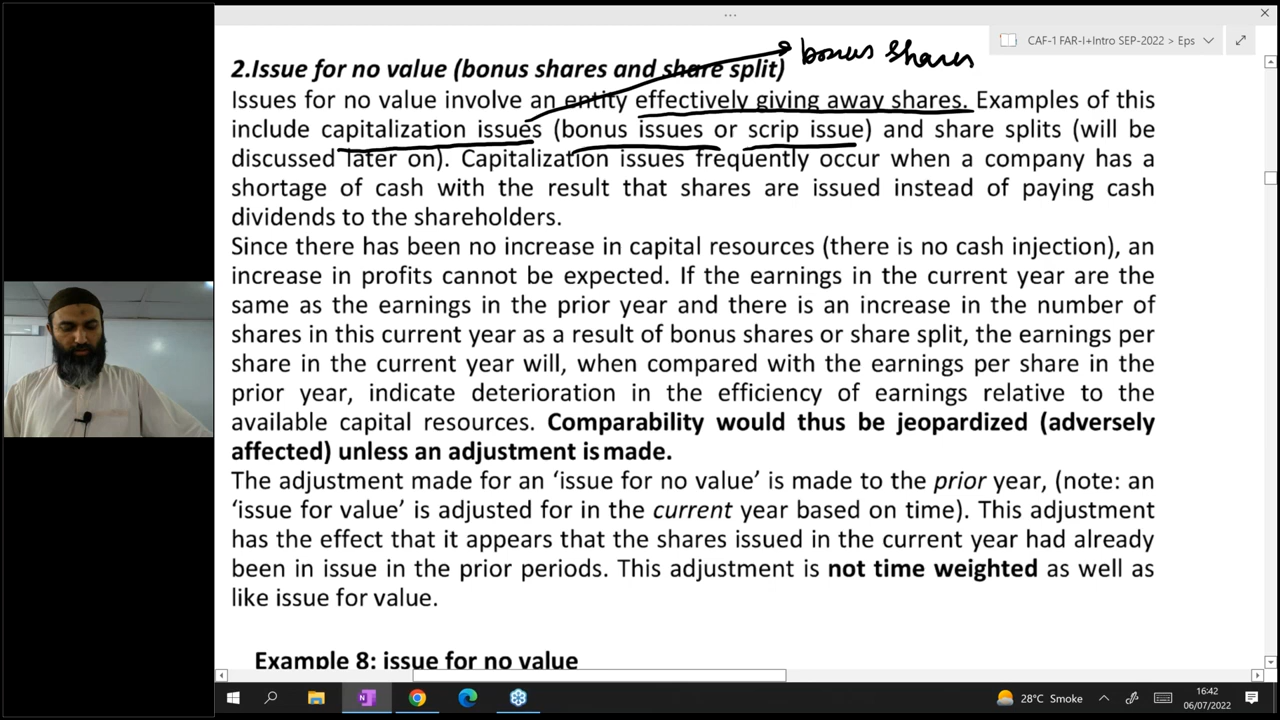 CAF-1 FAR-I+Intro SEP-2022 > Eps
bonus shares
2.Issue for no value (bonus shares and share split)
Issues for no value involve an entity effectively giving away shares. Examples of this
include capitalization issues (bonus issues or scrip issue) and share splits (will be
discussed later on). Capitalization issues frequently occur when a company has a
shortage of cash with the result that shares are issued instead of paying cash
dividends to the shareholders.
Since there has been no increase in capital resources (there is no cash injection), an
increase in profits cannot be expected. If the earnings in the current year are the
same as the earnings in the prior year and there is an increase in the number of
shares in this current year as a result of bonus shares or share split, the earnings per
share in the current year will, when compared with the earnings per share in the
prior year, indicate deterioration in the efficiency of earnings relative to the
available capital resources. Comparability would thus be jeopardized (adversely
affected) unless an adjustment is made.
The adjustment made for an ‘issue for no value’ is made to the prior year, (note: an
‘issue for value’ is adjusted for in the current year based on time). This adjustment
has the effect that it appears that the shares issued in the current year had already
been in issue in the prior periods. This adjustment is not time weighted as well as
like issue for value.
Example 8: issue for no value
28°C Smoke
16:42
06/07/2022